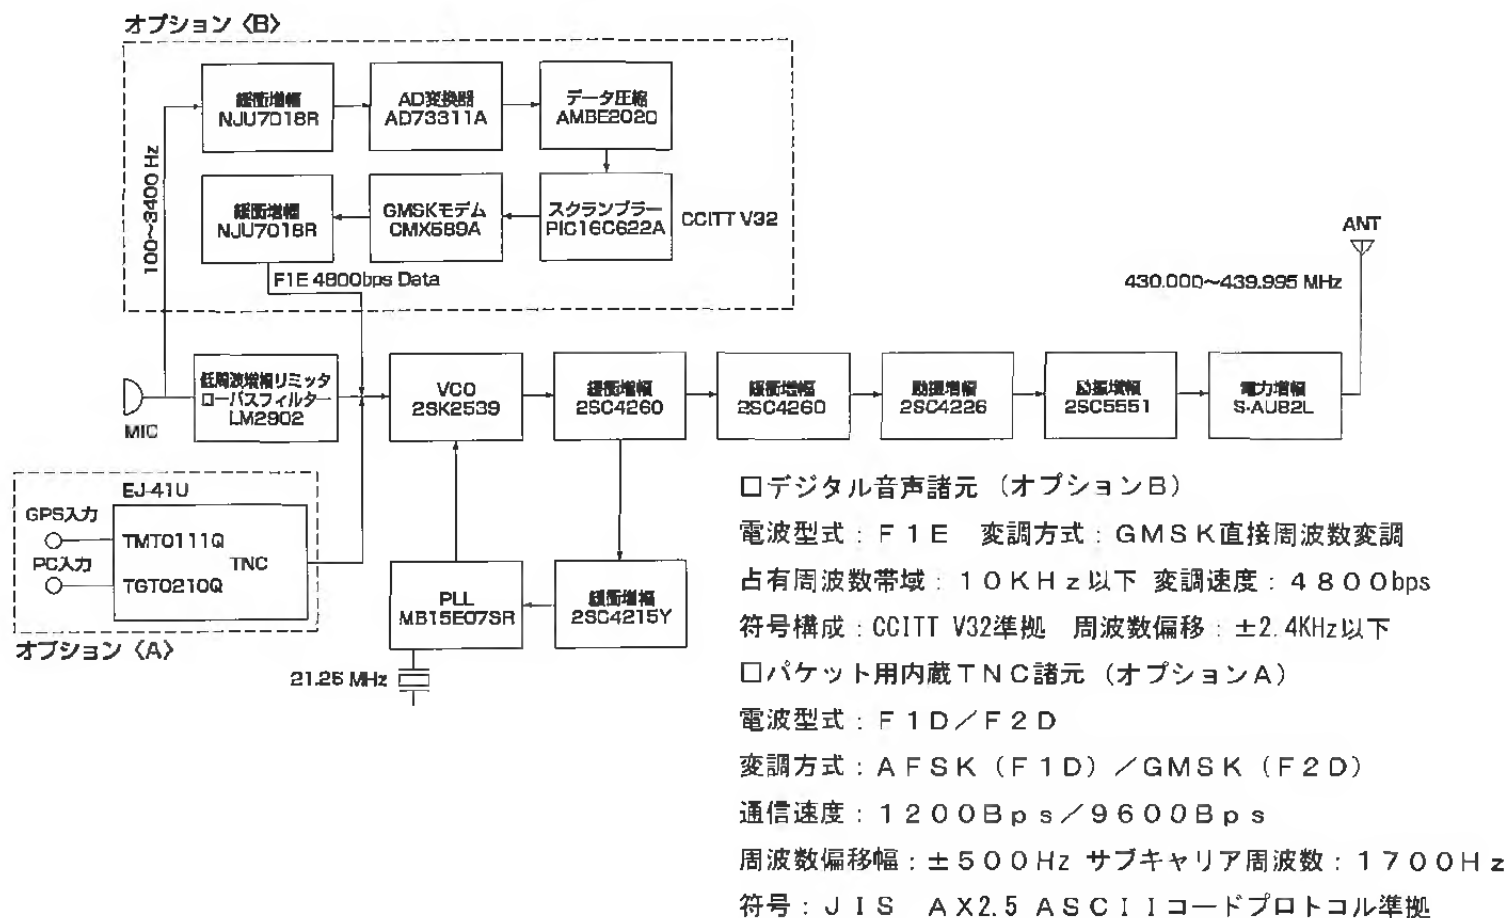 オプション〈B〉
緩衝増幅
NJU7018R
AD変換器
AD73311A
データ圧縮
AMBE2020
100～3400 Hz
緩衝増幅
NJU7018R
GMSKモデム
CMX589A
スクランブラー
PIC16C622A
CCITT V32
F1E 4800bps Data
ANT
430.000～439.995 MHz
MIC
低周波増幅リミッタ
ローパスフィルター
LM2902
VCO
2SK2539
緩衝増幅
2SC4260
緩衝増幅
2SC4260
励振増幅
2SC4226
励振増幅
2SC5551
電力増幅
S-AU82L
EJ-41U
GPS入力
TMT0111Q
TNC
PC入力
TGT0210Q
オプション〈A〉
PLL
MB15E07SR
緩衝増幅
2SC4215Y
21.25 MHz
□デジタル音声諸元（オプションB）
電波型式：F1E 変調方式：GMSK直接周波数変調
占有周波数帯域：10KHz以下 変調速度：4800bps
符号構成：CCITT V32準拠 周波数偏移：±2.4KHz以下
□パケット用内蔵TNC諸元（オプションA）
電波型式：F1D／F2D
変調方式：AFSK（F1D）／GMSK（F2D）
通信速度：1200Bps／9600Bps
周波数偏移幅：±500Hz サブキャリア周波数：1700Hz
符号：JIS AX2.5 ASCIIコードプロトコル準拠